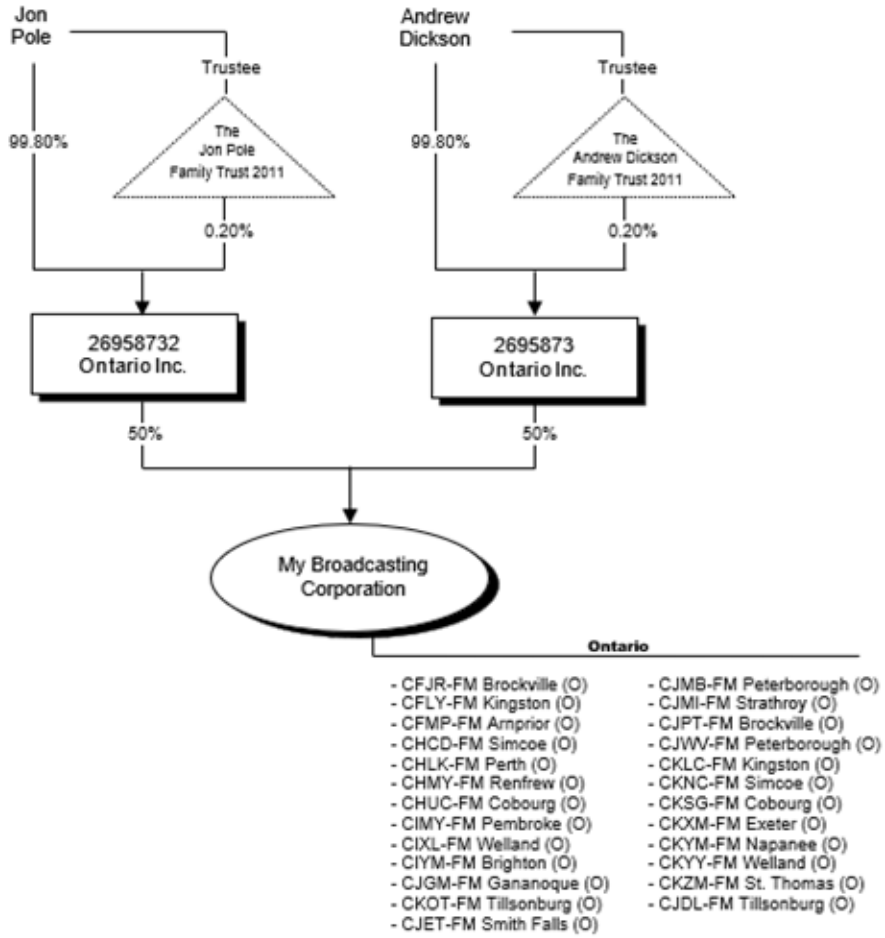 Jon
Pole
Andrew
Dickson
Trustee
Trustee
99.80%
The
Jon Pole
Family Trust 2011
99.80%
The
Andrew Dickson
Family Trust 2011
0.20%
0.20%
26958732
Ontario Inc.
2695873
Ontario Inc.
50%
50%
My Broadcasting
Corporation
Ontario
- CFJR-FM Brockville (O)
- CFLY-FM Kingston (O)
- CFMP-FM Arnprior (O)
- CHCD-FM Simcoe (O)
- CHLK-FM Perth (O)
- CHMY-FM Renfrew (O)
- CHUC-FM Cobourg (O)
- CIMY-FM Pembroke (O)
- CIXL-FM Welland (O)
- CIYM-FM Brighton (O)
- CJGM-FM Gananoque (O)
- CKOT-FM Tillsonburg (O)
- CJET-FM Smith Falls (O)
- CJMB-FM Peterborough (O)
- CJMI-FM Strathroy (O)
- CJPT-FM Brockville (O)
- CJWV-FM Peterborough (O)
- CKLC-FM Kingston (O)
- CKNC-FM Simcoe (O)
- CKSG-FM Cobourg (O)
- CKXM-FM Exeter (O)
- CKYM-FM Napanee (O)
- CKYY-FM Welland (O)
- CKZM-FM St. Thomas (O)
- CJDL-FM Tillsonburg (O)